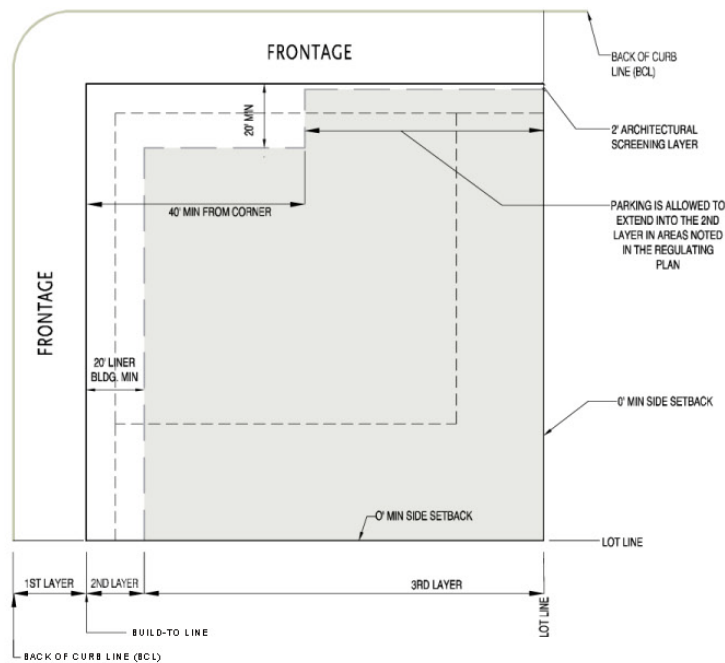 FRONTAGE
BACK OF CURB
LINE (BCL)
20' MIN
2' ARCHITECTURAL
SCREENING LAYER
40' MIN FROM CORNER
PARKING IS ALLOWED TO
EXTEND INTO THE 2ND
LAYER IN AREAS NOTED
IN THE REGULATING
PLAN
FRONTAGE
20' LINER
BLDG. MIN
0' MIN SIDE SETBACK
O' MIN SIDE SETBACK
LOT LINE
1ST LAYER
2ND LAYER
3RD LAYER
LOT LINE
BUILD-TO LINE
BACK OF CURB LINE (BCL)